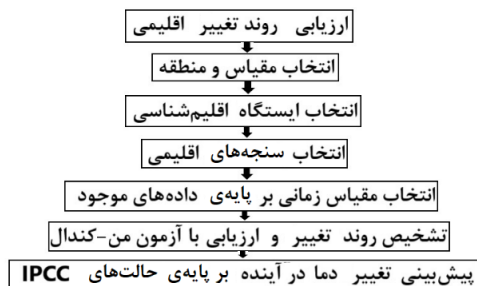 ارزیابی روند تغییر اقلیمی
انتخاب مقیاس و منطقه
انتخاب ایستگاه اقلیم‌شناسی
انتخاب سنجه‌های اقلیمی
انتخاب مقیاس زمانی بر پایه‌ی داده‌های موجود
تشخیص روند تغییر و ارزیابی با آزمون من-کندال
پیش‌بینی تغییر دما در آینده بر پایه‌ی حالت‌های IPCC